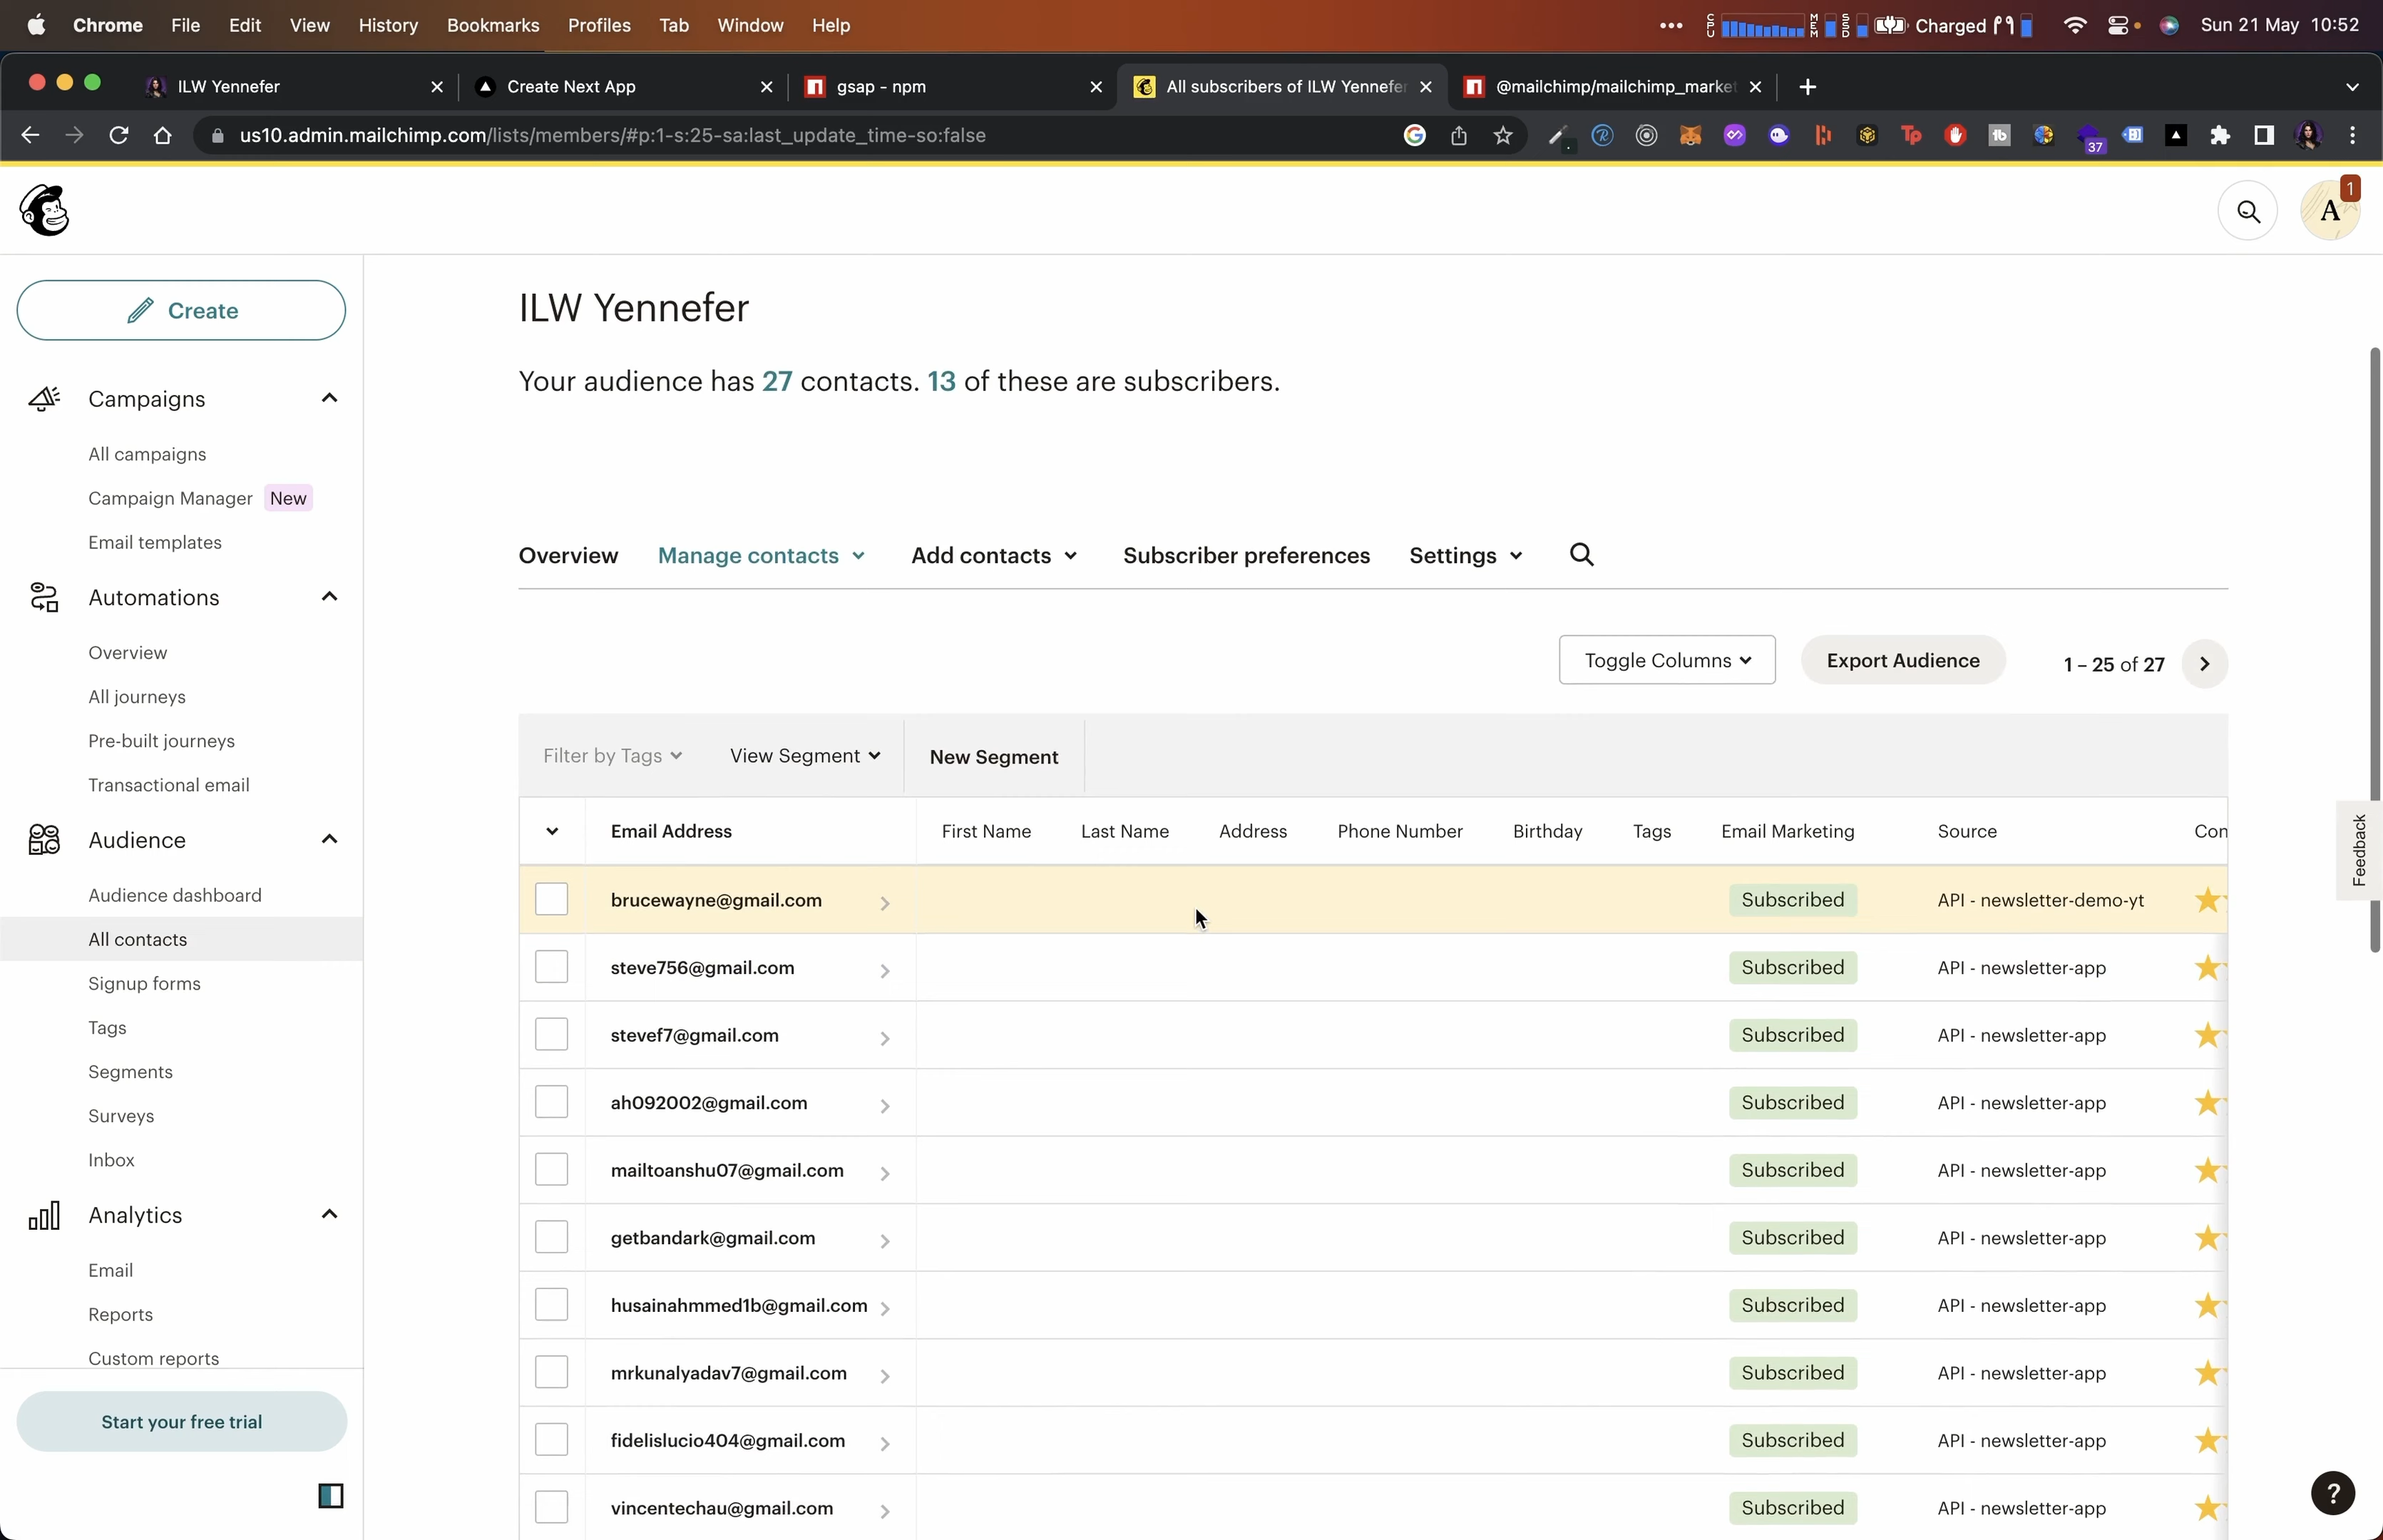 Chrome File Edit View History Bookmarks Profiles Tab Window Help
CPU MEM SSD Charged Sun 21 May 10:52
ILW Yennefer
Create Next App
gsap - npm
All subscribers of ILW Yennefer
@mailchimp/mailchimp_market
us10.admin.mailchimp.com/lists/members/#p:1-s:25-sa:last_update_time-so:false
37
A
1
Create
Campaigns
All campaigns
Campaign Manager New
Email templates
Automations
Overview
All journeys
Pre-built journeys
Transactional email
Audience
Audience dashboard
All contacts
Signup forms
Tags
Segments
Surveys
Inbox
Analytics
Email
Reports
Custom reports
Start your free trial
ILW Yennefer
Your audience has 27 contacts. 13 of these are subscribers.
Overview Manage contacts Add contacts Subscriber preferences Settings
Toggle Columns Export Audience 1 – 25 of 27
Filter by Tags View Segment New Segment
Email Address First Name Last Name Address Phone Number Birthday Tags Email Marketing Source Con
brucewayne@gmail.com Subscribed API - newsletter-demo-yt
steve756@gmail.com Subscribed API - newsletter-app
stevef7@gmail.com Subscribed API - newsletter-app
ah092002@gmail.com Subscribed API - newsletter-app
mailtoanshu07@gmail.com Subscribed API - newsletter-app
getbandark@gmail.com Subscribed API - newsletter-app
husainahmmed1b@gmail.com Subscribed API - newsletter-app
mrkunalyadav7@gmail.com Subscribed API - newsletter-app
fidelislucio404@gmail.com Subscribed API - newsletter-app
vincentechau@gmail.com Subscribed API - newsletter-app
Feedback
?